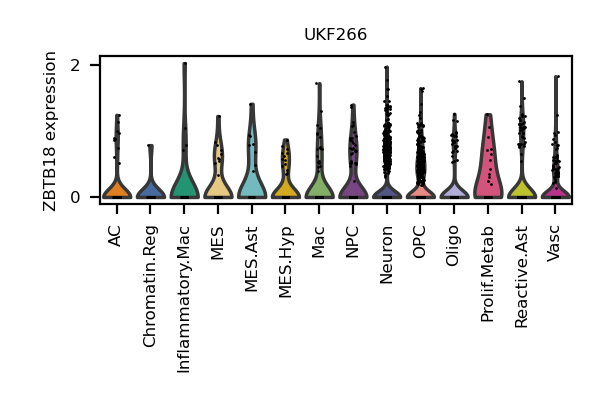 UKF266
ZBTB18 expression
2
0
AC
Chromatin.Reg
Inflammatory.Mac
MES
MES.Ast
MES.Hyp
Mac
NPC
Neuron
OPC
Oligo
Prolif.Metab
Reactive.Ast
Vasc